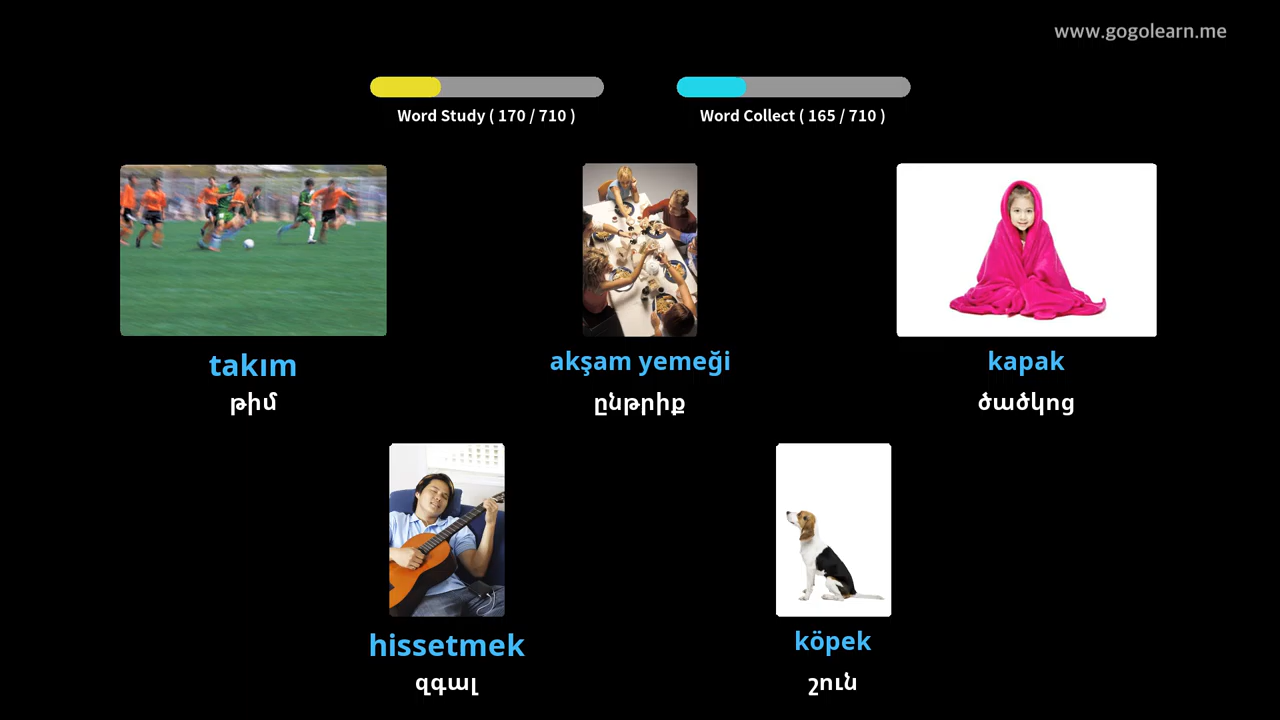 www.gogolearn.me
Word Study ( 170 / 710 )
Word Collect ( 165 / 710 )
takım
թիմ
akşam yemeği
ընթրիք
kapak
ծածկոց
hissetmek
զգալ
köpek
շուն